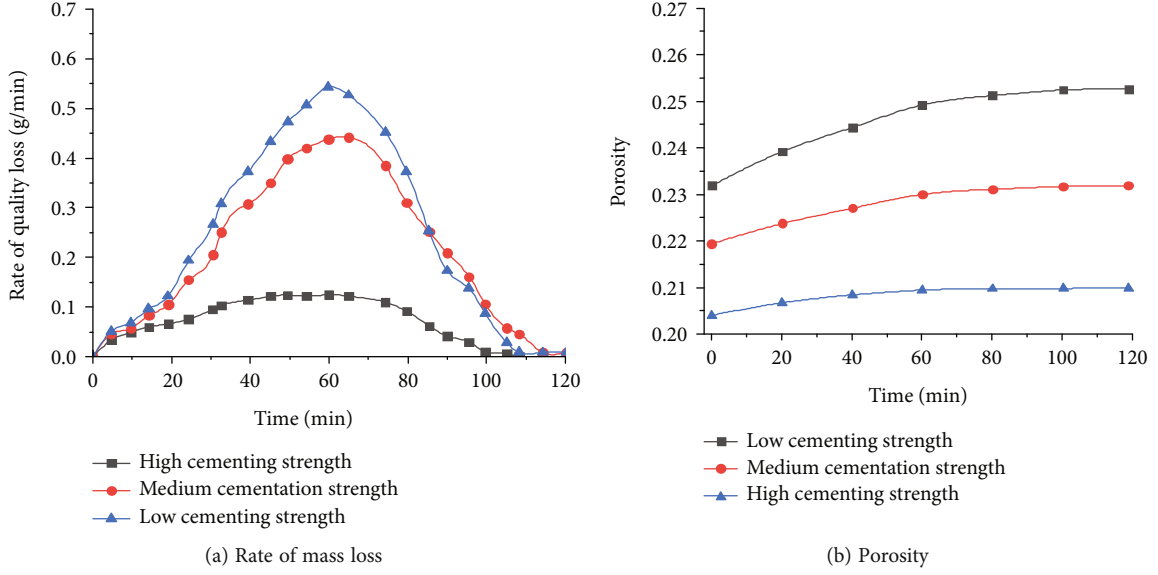 0.7
0.6
0.5
0.4
0.3
0.2
0.1
0.0
Rate of quality loss (g/min)
0 20 40 60 80 100 120
Time (min)
High cementing strength
Medium cementation strength
Low cementing strength
(a) Rate of mass loss
0.27
0.26
0.25
0.24
0.23
0.22
0.21
0.20
Porosity
0 20 40 60 80 100 120
Time (min)
Low cementing strength
Medium cementation strength
High cementing strength
(b) Porosity